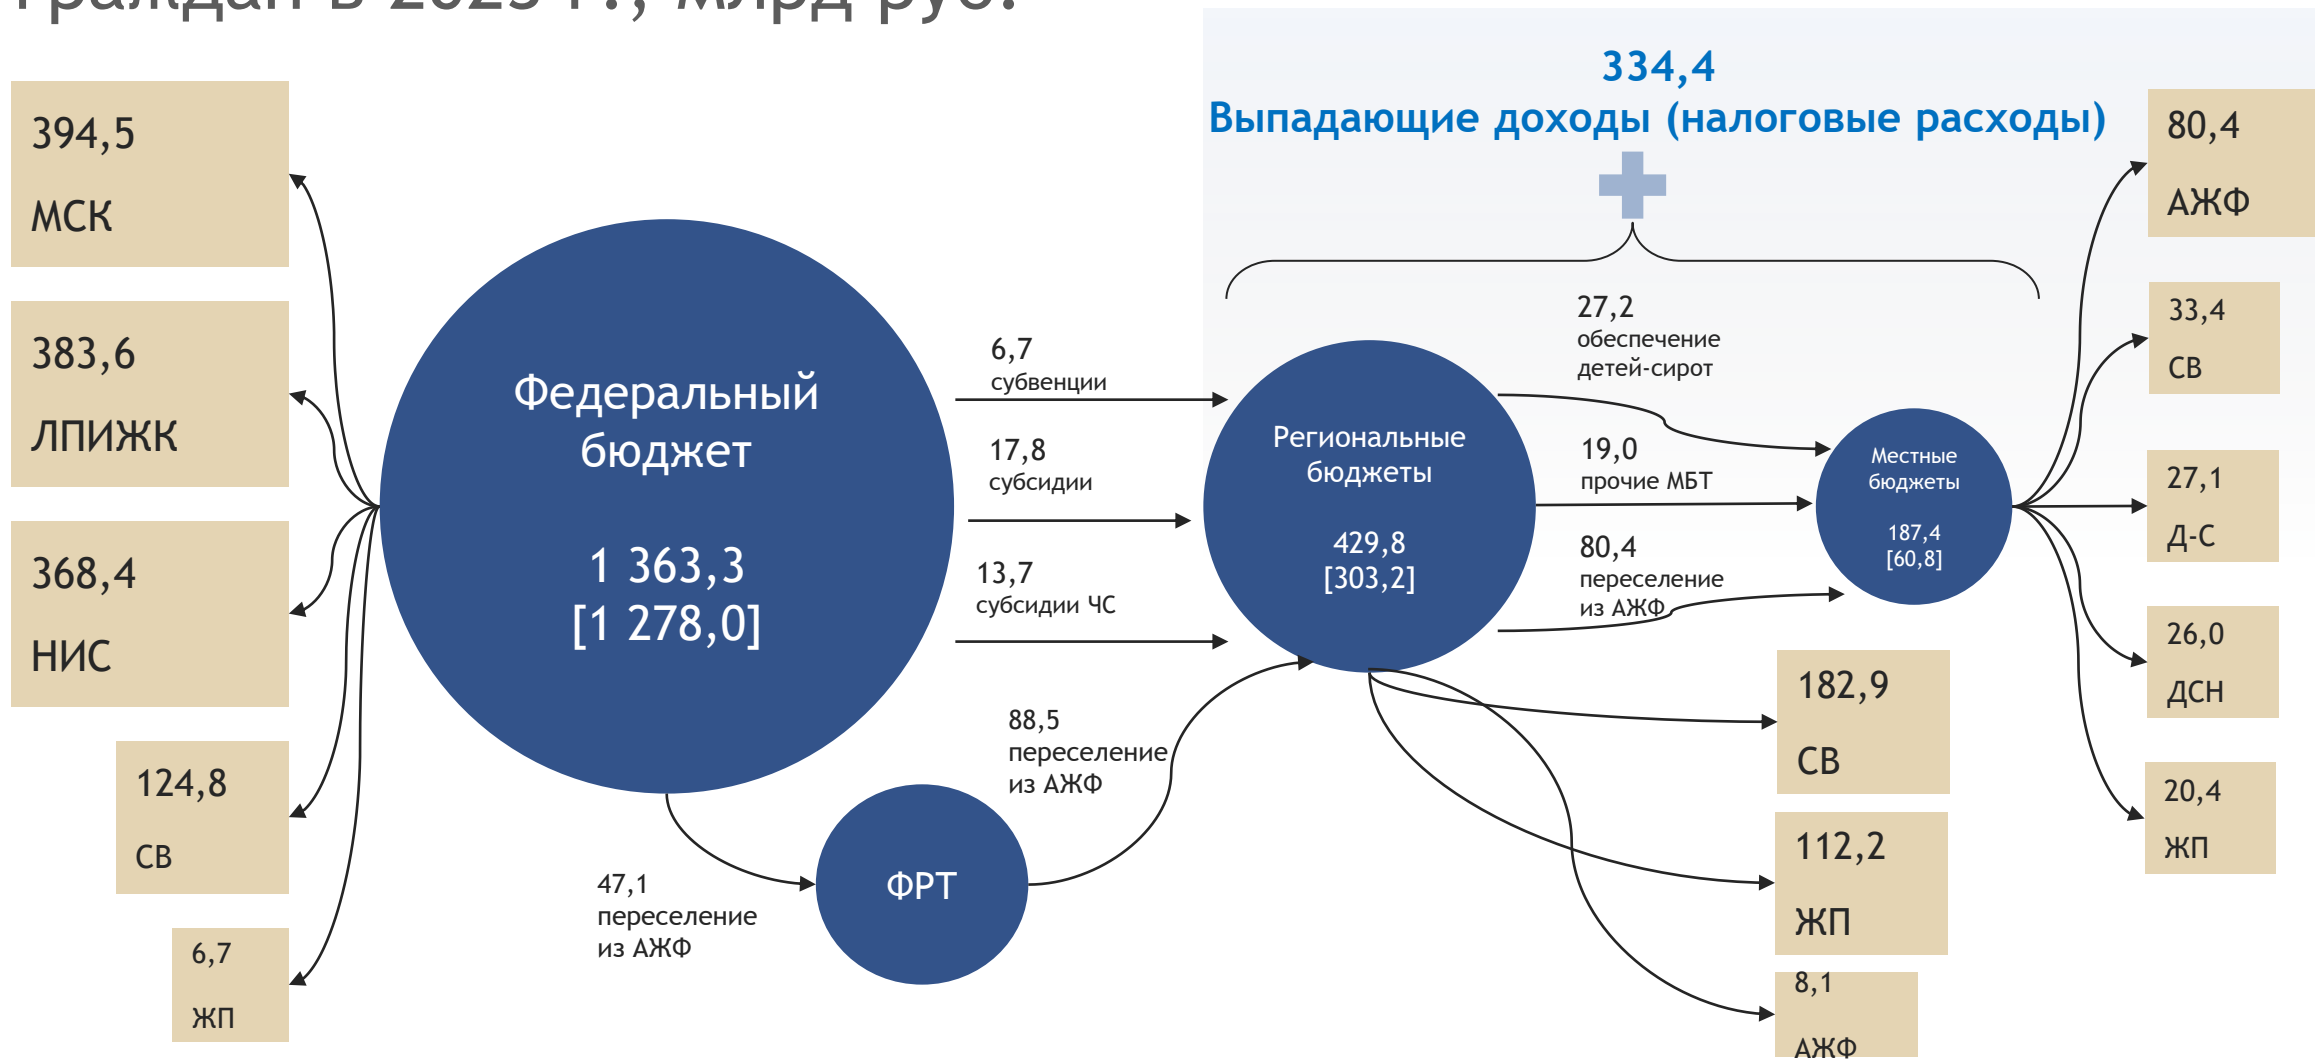 граждан в 2023 г., млрд руб.
334,4
Выпадающие доходы (налоговые расходы)
394,5
МСК
383,6
ЛПИЖК
368,4
НИС
124,8
СВ
6,7
ЖП
Федеральный
бюджет
1 363,3
[1 278,0]
6,7
субвенции
17,8
субсидии
13,7
субсидии ЧС
88,5
переселение
из АЖФ
47,1
переселение
из АЖФ
ФРТ
Региональные
бюджеты
429,8
[303,2]
27,2
обеспечение
детей-сирот
19,0
прочие МБТ
80,4
переселение
из АЖФ
Местные
бюджеты
187,4
[60,8]
182,9
СВ
112,2
ЖП
8,1
АЖФ
80,4
АЖФ
33,4
СВ
27,1
Д-С
26,0
ДСН
20,4
ЖП